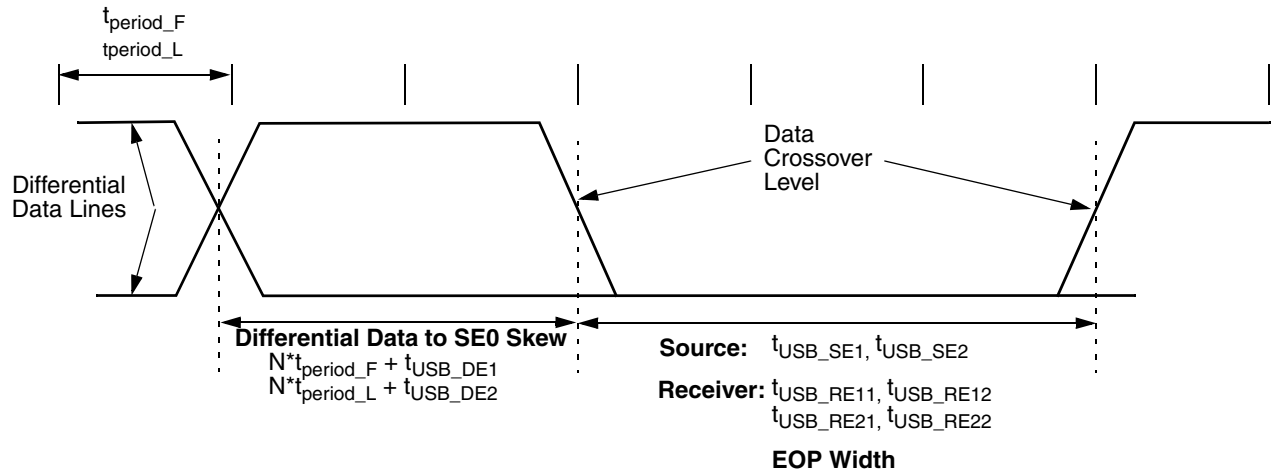 tperiod_F
tperiod_L
Differential
Data Lines
Data
Crossover
Level
Differential Data to SE0 Skew
N*tperiod_F + tUSB_DE1
N*tperiod_L + tUSB_DE2
Source: tUSB_SE1, tUSB_SE2
Receiver: tUSB_RE11, tUSB_RE12
tUSB_RE21, tUSB_RE22
EOP Width